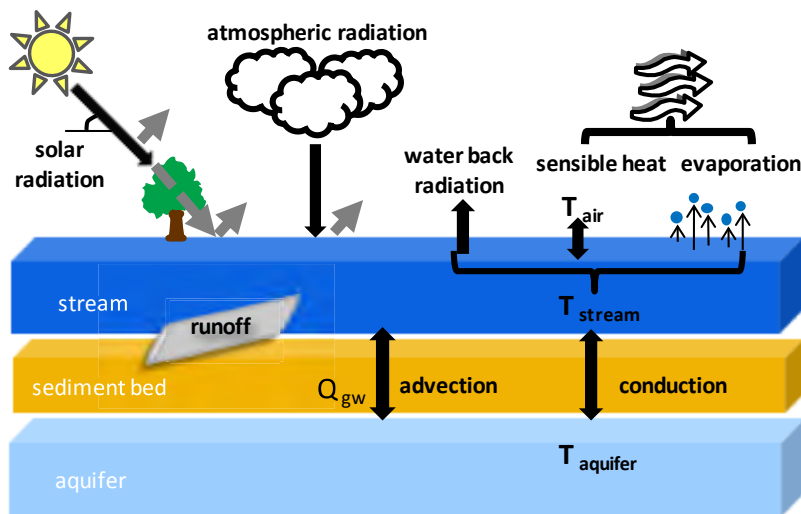 atmospheric radiation
solar
radiation
water back
radiation
sensible heat
evaporation
T air
stream
runoff
T stream
sediment bed
Q gw
advection
conduction
T aquifer
aquifer